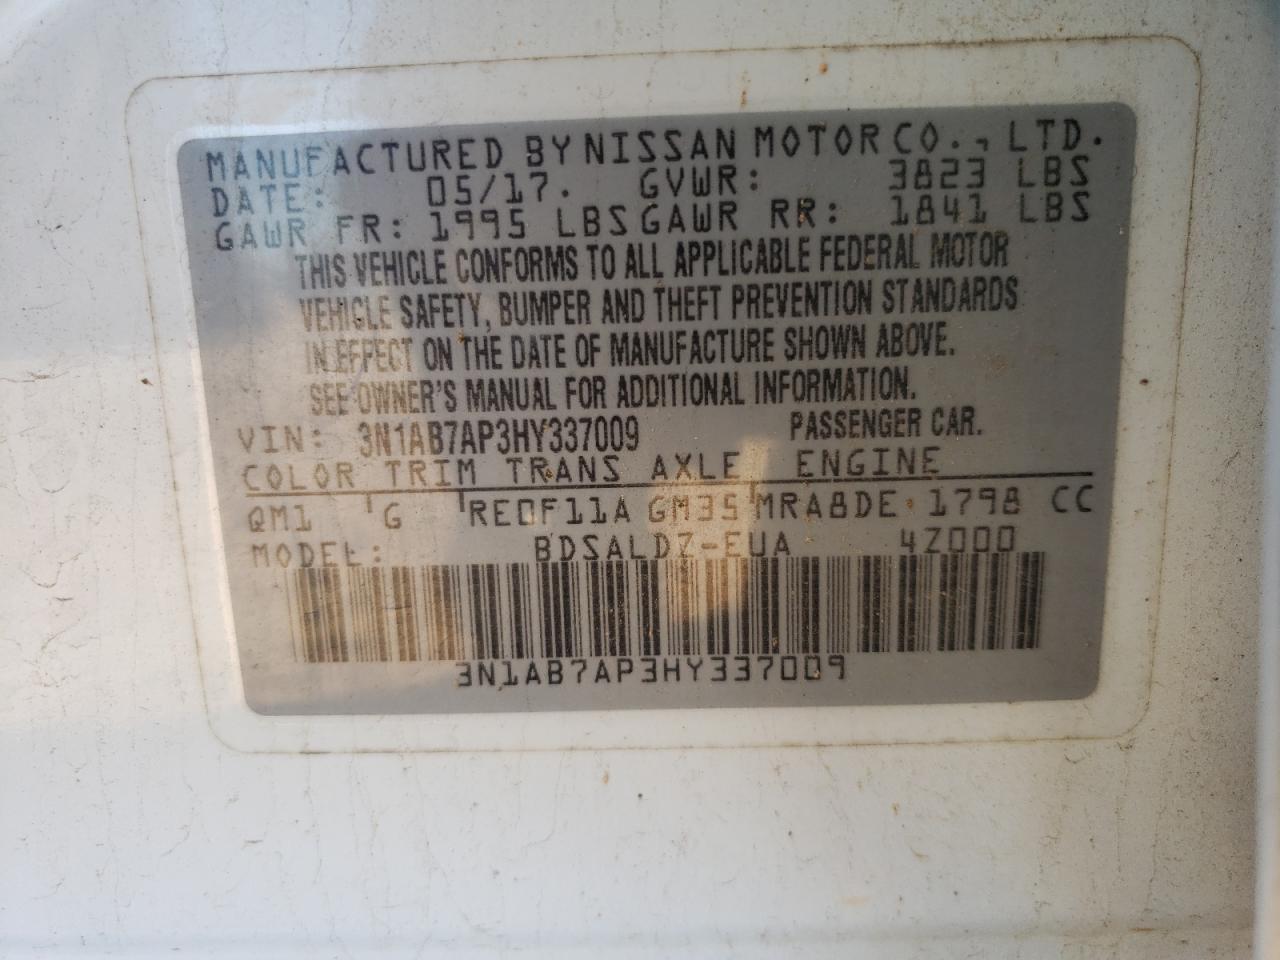 MANUFACTURED BY NISSAN MOTOR CO., LTD.
DATE: 05/17. GVWR: 3823 LBS
GAWR FR: 1995 LBS GAWR RR: 1841 LBS
THIS VEHICLE CONFORMS TO ALL APPLICABLE FEDERAL MOTOR
VEHICLE SAFETY, BUMPER AND THEFT PREVENTION STANDARDS
IN EFFECT ON THE DATE OF MANUFACTURE SHOWN ABOVE.
SEE OWNER'S MANUAL FOR ADDITIONAL INFORMATION.
VIN: 3N1AB7AP3HY337009 PASSENGER CAR.
COLOR TRIM TRANS AXLE ENGINE
QM1 G RE0F11A GM35 MRA8DE 1798 CC
MODEL: BDSALDZ-EUA 4Z000
3N1AB7AP3HY337009